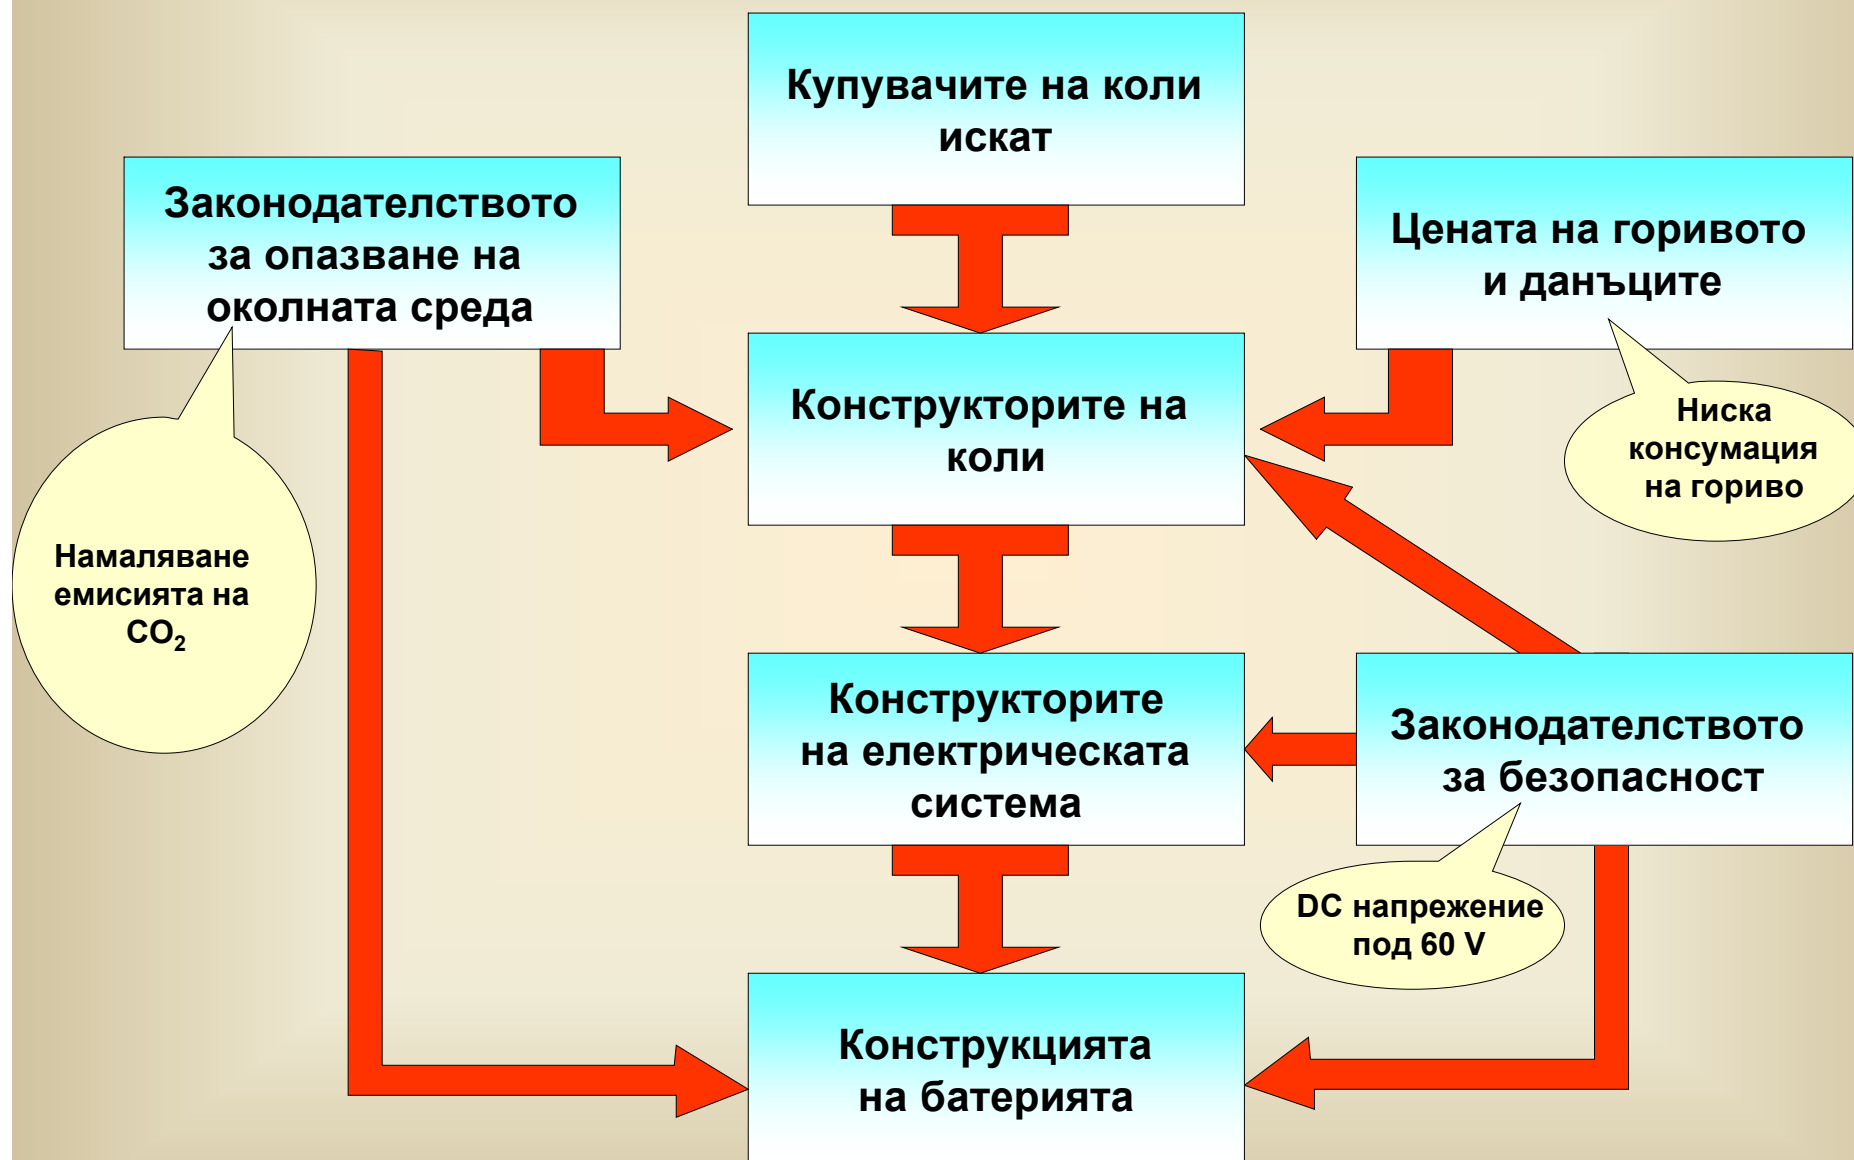 Купувачите на коли
искат
Законодателството
за опазване на
околната среда
Цената на горивото
и данъците
Конструкторите на
коли
Ниска
консумация
на гориво
Намаляване
емисията на
CO₂
Конструкторите
на електрическата
система
Законодателството
за безопасност
DC напрежение
под 60 V
Конструкцията
на батерията